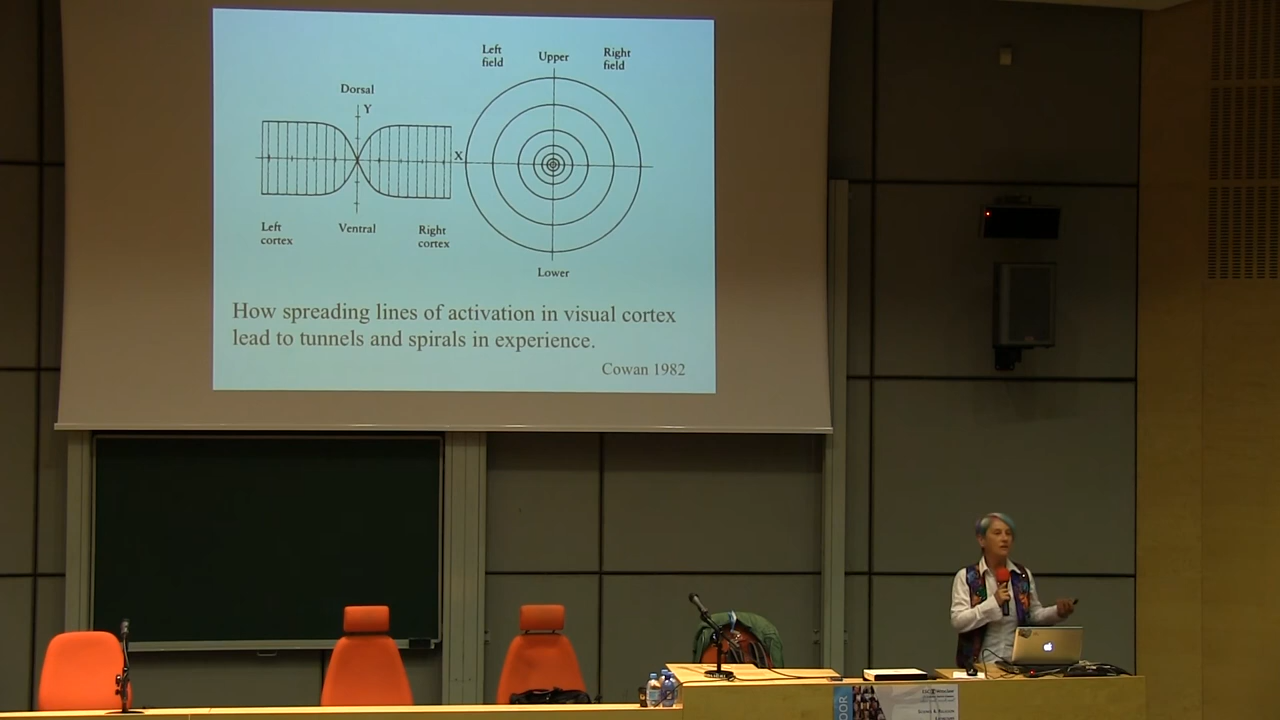 Left
field
Upper
Right
field
Dorsal
Y
X
Left
cortex
Ventral
Right
cortex
Lower
How spreading lines of activation in visual cortex
lead to tunnels and spirals in experience.
Cowan 1982